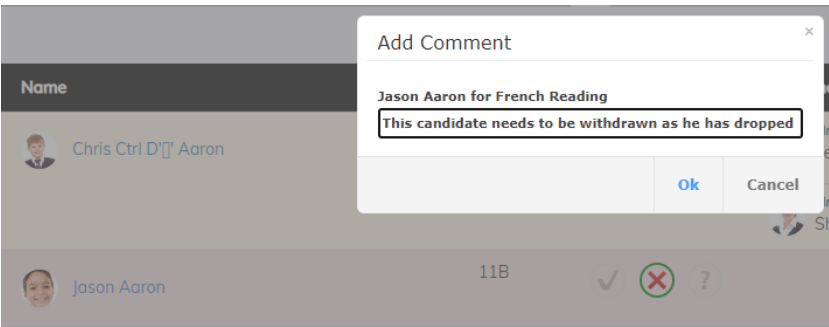 Add Comment
×
Name
Jason Aaron for French Reading
This candidate needs to be withdrawn as he has dropped
Chris Ctrl D'[]' Aaron
Ok
Cancel
Sh
11B
?
Jason Aaron